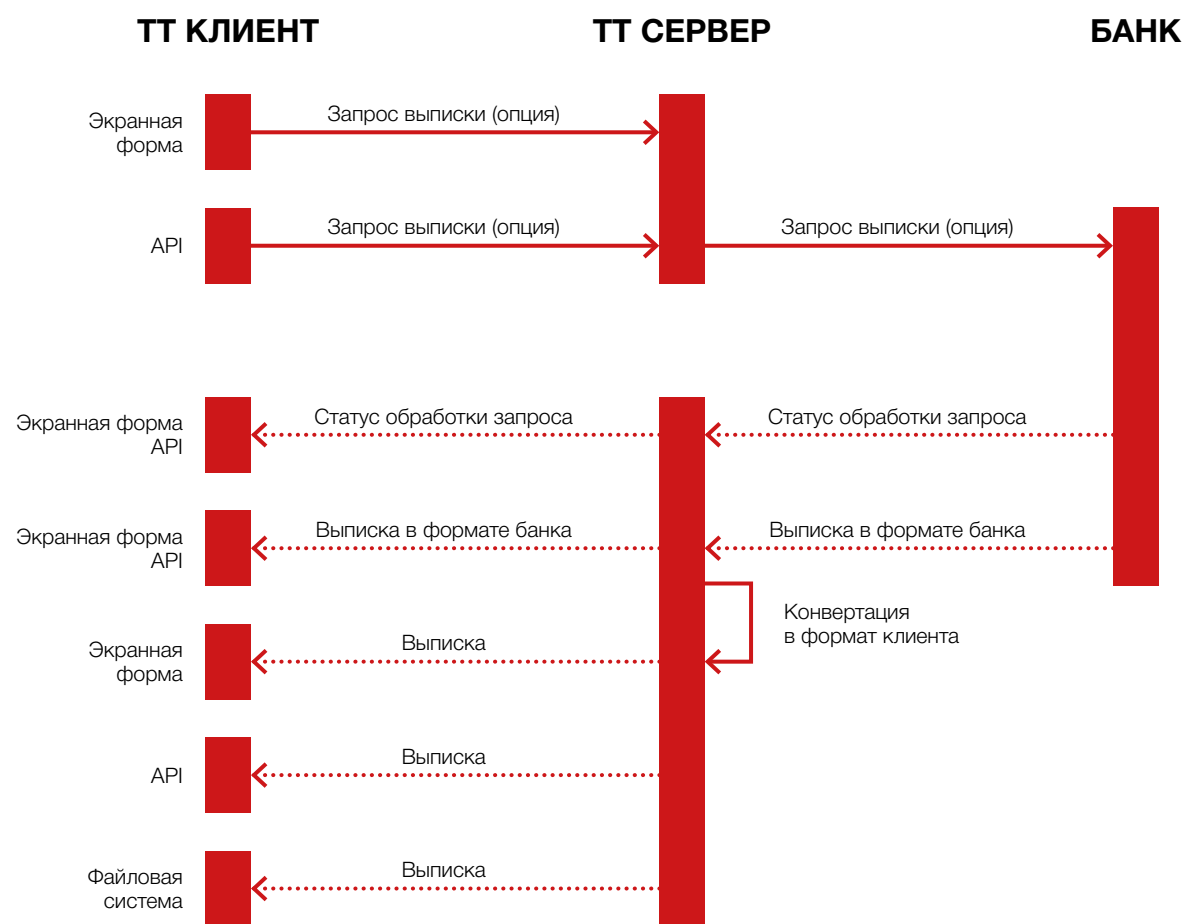 ТТ КЛИЕНТ
ТТ СЕРВЕР
БАНК
Экранная
форма
Запрос выписки (опция)
API
Запрос выписки (опция)
Запрос выписки (опция)
Экранная форма
API
Статус обработки запроса
Статус обработки запроса
Экранная форма
API
Выписка в формате банка
Выписка в формате банка
Конвертация
в формат клиента
Экранная
форма
Выписка
API
Выписка
Файловая
система
Выписка